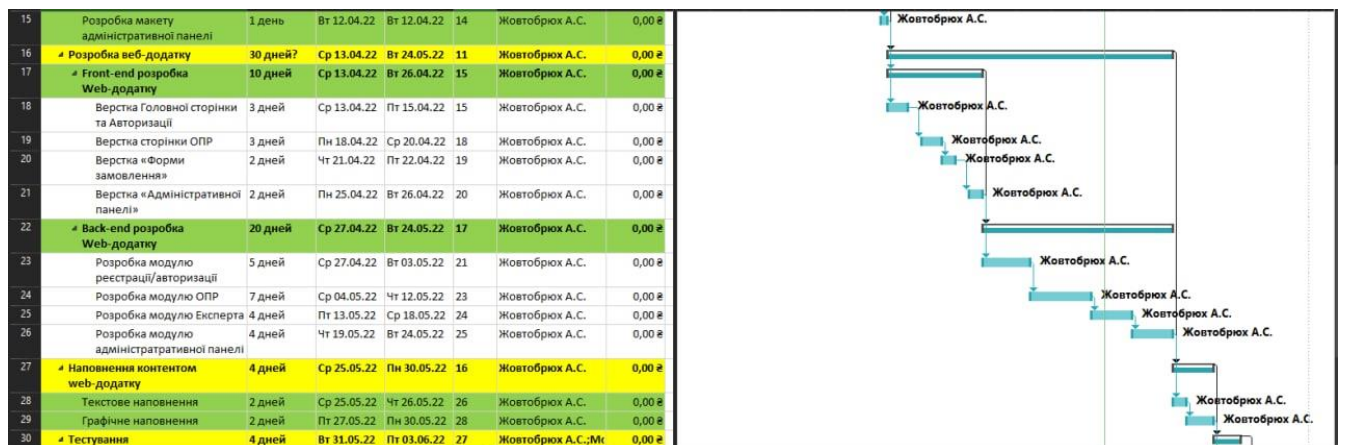 15 Розробка макету 1 день Вт 12.04.22 Вт 12.04.22 14 Жовтобрюх А.С. 0,00 ₴ Жовтобрюх А.С.
адміністративної панелі
16 Розробка веб-додатку 30 дней? Ср 13.04.22 Вт 24.05.22 11 Жовтобрюх А.С. 0,00 ₴
17 Front-end розробка 10 дней Ср 13.04.22 Вт 26.04.22 15 Жовтобрюх А.С. 0,00 ₴
Web-додатку
18 Верстка Головної сторінки 3 дней Ср 13.04.22 Пт 15.04.22 15 Жовтобрюх А.С. 0,00 ₴ Жовтобрюх А.С.
та Авторизації
19 Верстка сторінки ОПР 3 дней Пн 18.04.22 Ср 20.04.22 18 Жовтобрюх А.С. 0,00 ₴ Жовтобрюх А.С.
20 Верстка «Форми 2 дней Чт 21.04.22 Пт 22.04.22 19 Жовтобрюх А.С. 0,00 ₴ Жовтобрюх А.С.
замовлення»
21 Верстка «Адміністративної 2 дней Пн 25.04.22 Вт 26.04.22 20 Жовтобрюх А.С. 0,00 ₴ Жовтобрюх А.С.
панелі»
22 Back-end розробка 20 дней Ср 27.04.22 Вт 24.05.22 17 Жовтобрюх А.С. 0,00 ₴
Web-додатку
23 Розробка модулю 5 дней Ср 27.04.22 Вт 03.05.22 21 Жовтобрюх А.С. 0,00 ₴ Жовтобрюх А.С.
реєстрації/авторизації
24 Розробка модулю ОПР 7 дней Ср 04.05.22 Чт 12.05.22 23 Жовтобрюх А.С. 0,00 ₴ Жовтобрюх А.С.
25 Розробка модулю Експерта 4 дней Пт 13.05.22 Ср 18.05.22 24 Жовтобрюх А.С. 0,00 ₴ Жовтобрюх А.С.
26 Розробка модулю 4 дней Чт 19.05.22 Вт 24.05.22 25 Жовтобрюх А.С. 0,00 ₴ Жовтобрюх А.С.
адміністратративної панелі
27 Наповнення контентом 4 дней Ср 25.05.22 Пн 30.05.22 16 Жовтобрюх А.С. 0,00 ₴
web-додатку
28 Текстове наповнення 2 дней Ср 25.05.22 Чт 26.05.22 26 Жовтобрюх А.С. 0,00 ₴ Жовтобрюх А.С.
29 Графічне наповнення 2 дней Пт 27.05.22 Пн 30.05.22 28 Жовтобрюх А.С. 0,00 ₴ Жовтобрюх А.С.
30 Тестування 4 дней Вт 31.05.22 Пт 03.06.22 27 Жовтобрюх А.С.;Мо 0,00 ₴